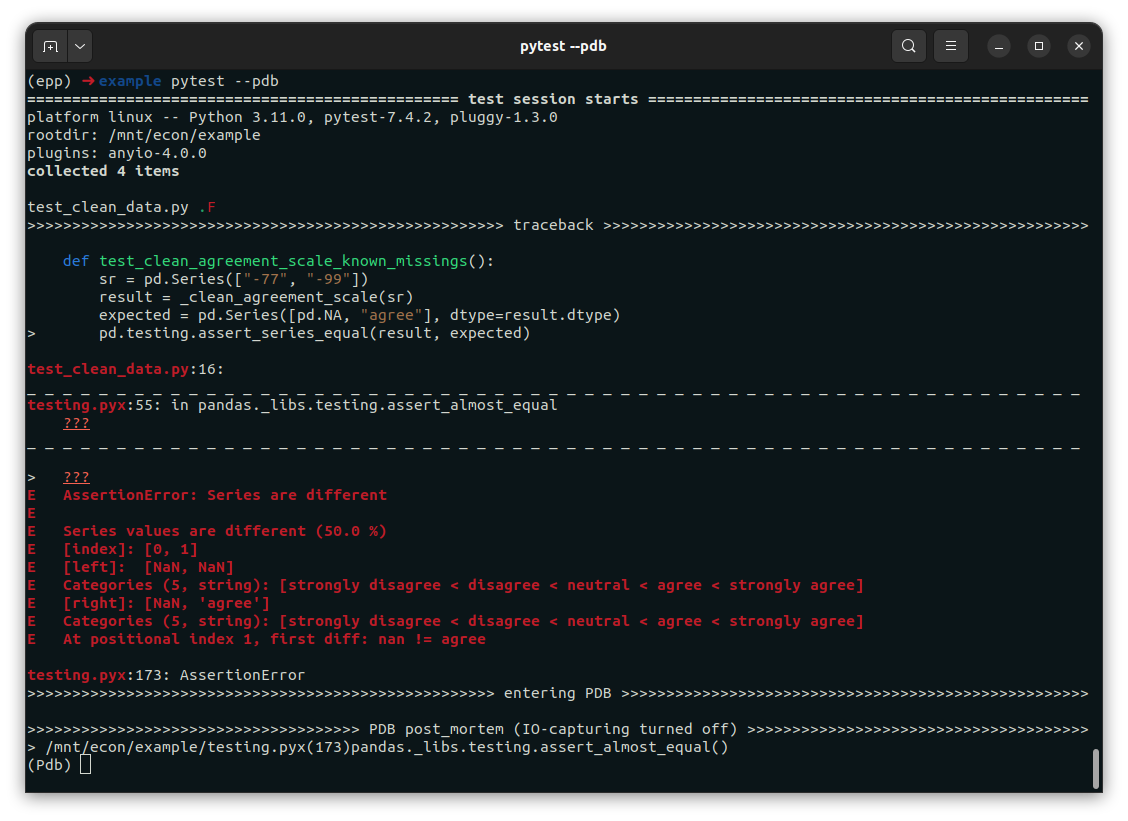 pytest --pdb
(epp) ➜ example pytest --pdb
================================================ test session starts =================================================
platform linux -- Python 3.11.0, pytest-7.4.2, pluggy-1.3.0
rootdir: /mnt/econ/example
plugins: anyio-4.0.0
collected 4 items
test_clean_data.py .F
>>>>>>>>>>>>>>>>>>>>>>>>>>>>>>>>>>>>>>>>>>>>>>>>>>>>> traceback >>>>>>>>>>>>>>>>>>>>>>>>>>>>>>>>>>>>>>>>>>>>>>>>>>>>>>
def test_clean_agreement_scale_known_missings():
sr = pd.Series(["-77", "-99"])
result = _clean_agreement_scale(sr)
expected = pd.Series([pd.NA, "agree"], dtype=result.dtype)
> pd.testing.assert_series_equal(result, expected)
test_clean_data.py:16:
_ _ _ _ _ _ _ _ _ _ _ _ _ _ _ _ _ _ _ _ _ _ _ _ _ _ _ _ _ _ _ _ _ _ _ _ _ _ _ _ _ _ _ _ _ _ _ _ _ _ _ _ _ _ _ _ _ _ _
testing.pyx:55: in pandas._libs.testing.assert_almost_equal
???
_ _ _ _ _ _ _ _ _ _ _ _ _ _ _ _ _ _ _ _ _ _ _ _ _ _ _ _ _ _ _ _ _ _ _ _ _ _ _ _ _ _ _ _ _ _ _ _ _ _ _ _ _ _ _ _ _ _ _
> ???
E AssertionError: Series are different
E
E Series values are different (50.0 %)
E [index]: [0, 1]
E [left]: [NaN, NaN]
E Categories (5, string): [strongly disagree < disagree < neutral < agree < strongly agree]
E [right]: [NaN, 'agree']
E Categories (5, string): [strongly disagree < disagree < neutral < agree < strongly agree]
E At positional index 1, first diff: nan != agree
testing.pyx:173: AssertionError
>>>>>>>>>>>>>>>>>>>>>>>>>>>>>>>>>>>>>>>>>>>>>>>>>>>> entering PDB >>>>>>>>>>>>>>>>>>>>>>>>>>>>>>>>>>>>>>>>>>>>>>>>>>>>
>>>>>>>>>>>>>>>>>>>>>>>>>>>>>>>>>>>>> PDB post_mortem (IO-capturing turned off) >>>>>>>>>>>>>>>>>>>>>>>>>>>>>>>>>>>>>>
> /mnt/econ/example/testing.pyx(173)pandas._libs.testing.assert_almost_equal()
(Pdb)